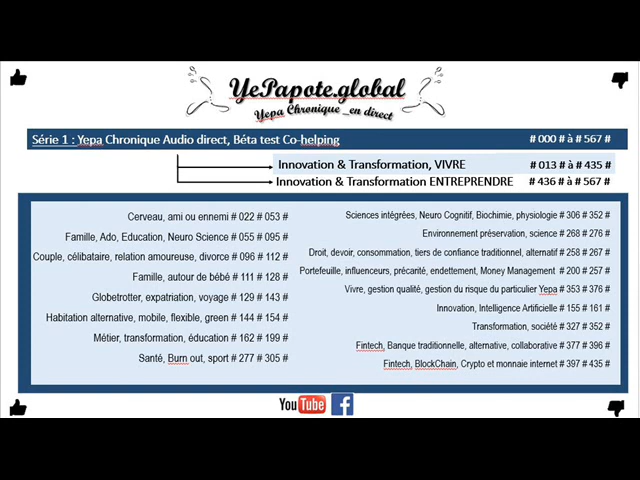 YePapote.global
Yepa Chronique _en direct
Série 1 : Yepa Chronique Audio direct, Béta test Co-helping # 000 # à # 567 #
Innovation & Transformation, VIVRE # 013 # à # 435 #
Innovation & Transformation ENTREPRENDRE # 436 # à # 567 #
Cerveau, ami ou ennemi # 022 # 053 #
Famille, Ado, Education, Neuro Science # 055 # 095 #
Couple, célibataire, relation amoureuse, divorce # 096 # 112 #
Famille, autour de bébé # 111 # 128 #
Globetrotter, expatriation, voyage # 129 # 143 #
Habitation alternative, mobile, flexible, green # 144 # 154 #
Métier, transformation, éducation # 162 # 199 #
Santé, Burn out, sport # 277 # 305 #
Sciences intégrées, Neuro Cognitif, Biochimie, physiologie # 306 # 352 #
Environnement préservation, science # 268 # 276 #
Droit, devoir, consommation, tiers de confiance traditionnel, alternatif # 258 # 267 #
Portefeuille, influenceurs, précarité, endettement, Money Management # 200 # 257 #
Vivre, gestion qualité, gestion du risque du particulier Yepa # 353 # 376 #
Innovation, Intelligence Artificielle # 155 # 161 #
Transformation, société # 327 # 352 #
Fintech, Banque traditionnelle, alternative, collaborative # 377 # 396 #
Fintech, BlockChain, Crypto et monnaie internet # 397 # 435 #
YouTube f